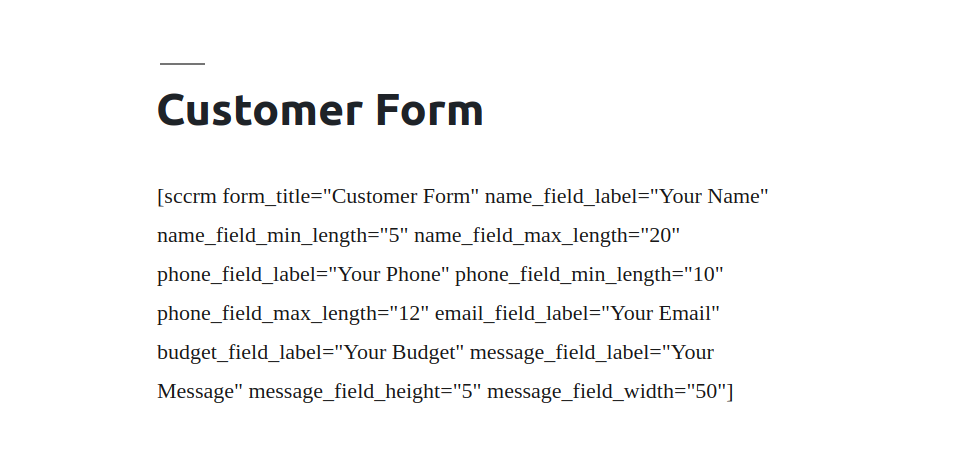 Customer Form
[sccrm form_title="Customer Form" name_field_label="Your Name"
name_field_min_length="5" name_field_max_length="20"
phone_field_label="Your Phone" phone_field_min_length="10"
phone_field_max_length="12" email_field_label="Your Email"
budget_field_label="Your Budget" message_field_label="Your
Message" message_field_height="5" message_field_width="50"]